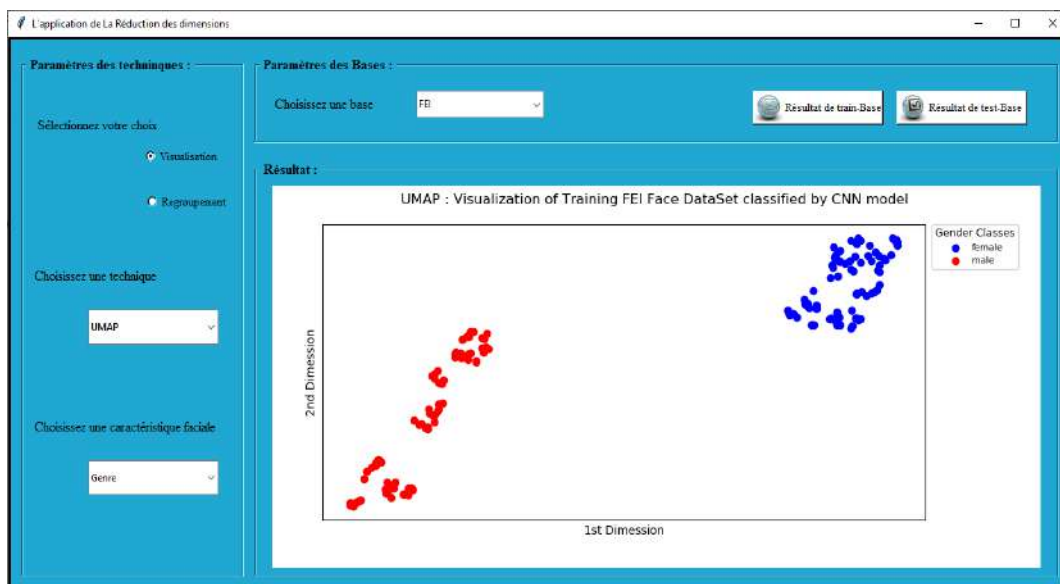 L'application de La Réduction des dimensions
Paramètres des techninques :
Sélectionnez votre choix
Visualisation
Regroupement
Choisissez une technique
UMAP
Choisissez une caractéristique faciale
Genre
Paramètres des Bases :
Choisissez une base
FEI
Résultat de train-Base
Résultat de test-Base
Résultat :
UMAP : Visualization of Training FEI Face DataSet classified by CNN model
Gender Classes
female
male
2nd Dimession
1st Dimession